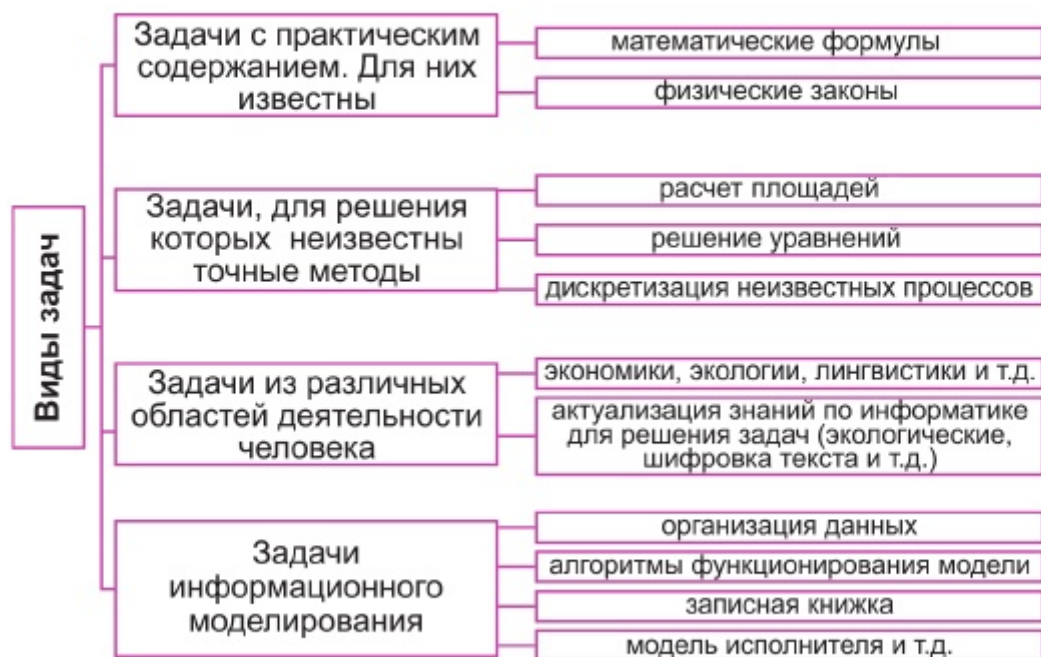 Виды задач
Задачи с практическим
содержанием. Для них
известны
математические формулы
физические законы
Задачи, для решения
которых неизвестны
точные методы
расчет площадей
решение уравнений
дискретизация неизвестных процессов
Задачи из различных
областей деятельности
человека
экономики, экологии, лингвистики и т.д.
актуализация знаний по информатике
для решения задач (экологические,
шифровка текста и т.д.)
Задачи
информационного
моделирования
организация данных
алгоритмы функционирования модели
записная книжка
модель исполнителя и т.д.